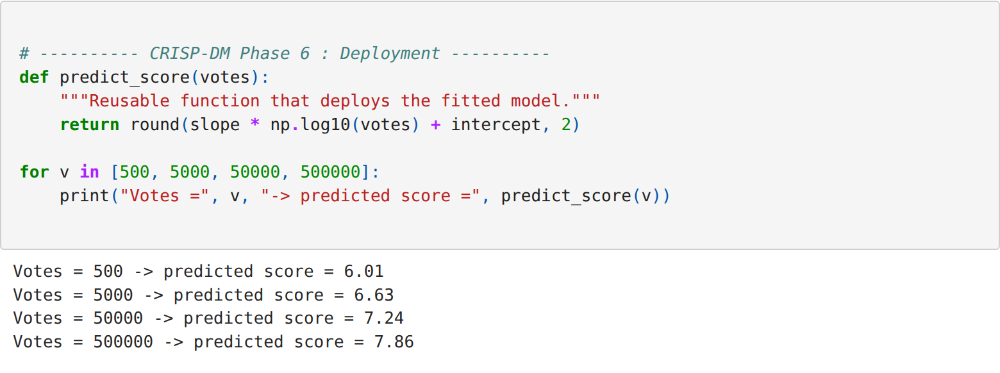 # ---------- CRISP-DM Phase 6 : Deployment ----------
def predict_score(votes):
    """Reusable function that deploys the fitted model."""
    return round(slope * np.log10(votes) + intercept, 2)

for v in [500, 5000, 50000, 500000]:
    print("Votes =", v, "-> predicted score =", predict_score(v))

Votes = 500 -> predicted score = 6.01
Votes = 5000 -> predicted score = 6.63
Votes = 50000 -> predicted score = 7.24
Votes = 500000 -> predicted score = 7.86